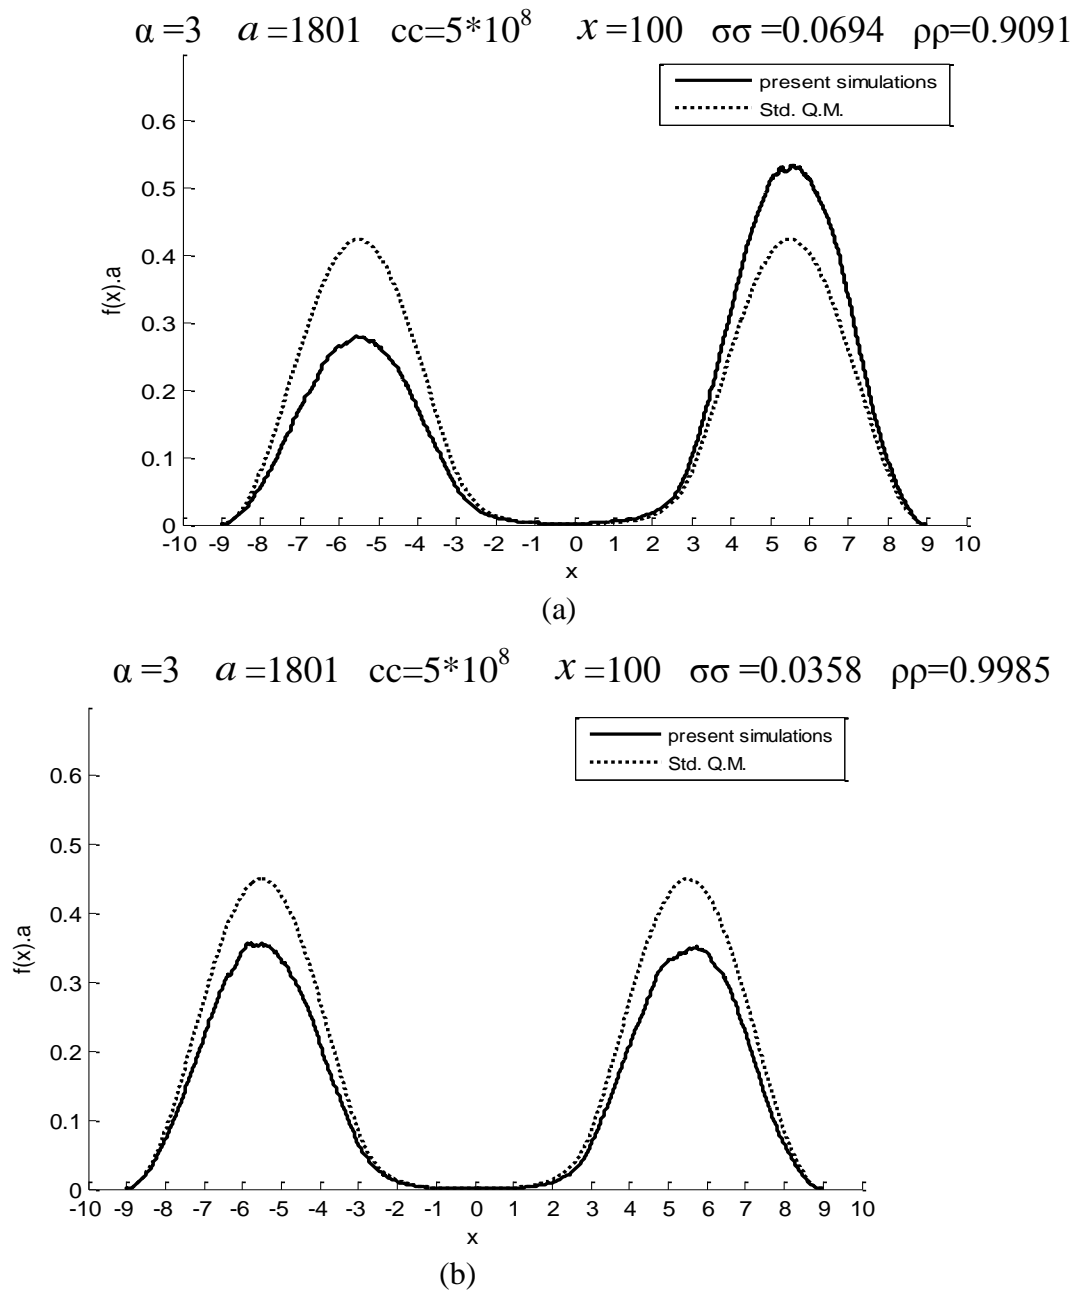 α =3 a =1801 cc=5*10⁸ x =100 σσ =0.0694 ρρ=0.9091
present simulations
Std. Q.M.
0.6
0.5
0.4
0.3
0.2
0.1
0
f(x).a
-10 -9 -8 -7 -6 -5 -4 -3 -2 -1 0 1 2 3 4 5 6 7 8 9 10
x
(a)
α =3 a =1801 cc=5*10⁸ x =100 σσ =0.0358 ρρ=0.9985
present simulations
Std. Q.M.
0.6
0.5
0.4
0.3
0.2
0.1
0
f(x).a
-10 -9 -8 -7 -6 -5 -4 -3 -2 -1 0 1 2 3 4 5 6 7 8 9 10
x
(b)